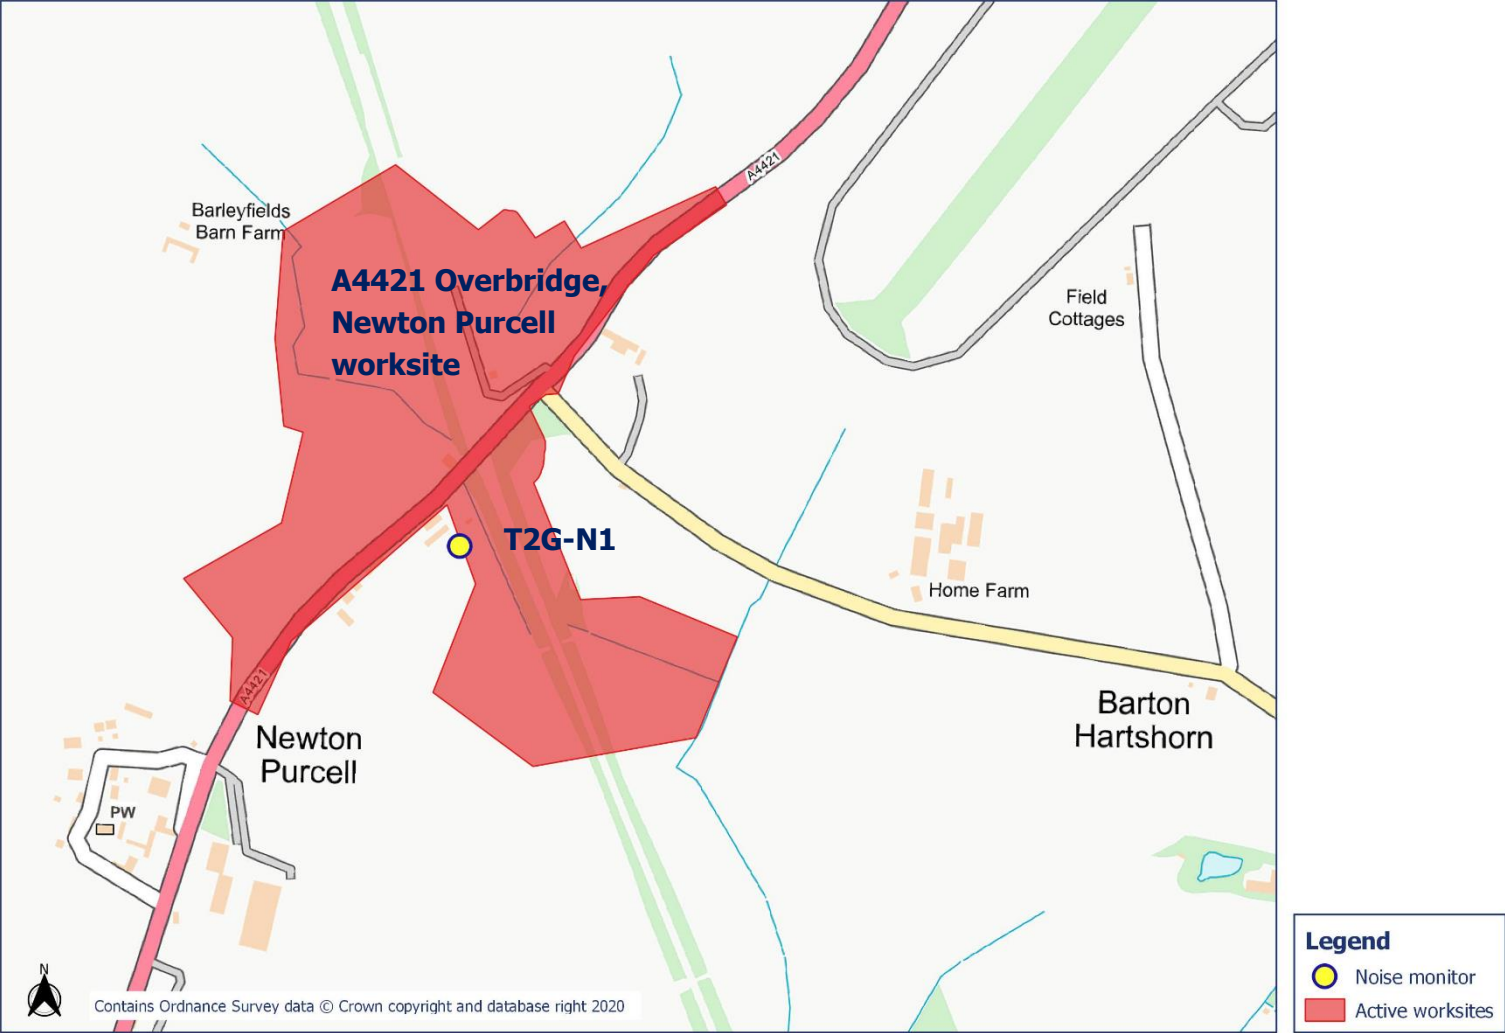 A4421
Barleyfields
Barn Farm
A4421 Overbridge,
Newton Purcell
worksite
Field
Cottages
T2G-N1
Home Farm
A4421
Barton
Hartshorn
Newton
Purcell
PW
N
Contains Ordnance Survey data © Crown copyright and database right 2020
Legend
Noise monitor
Active worksites